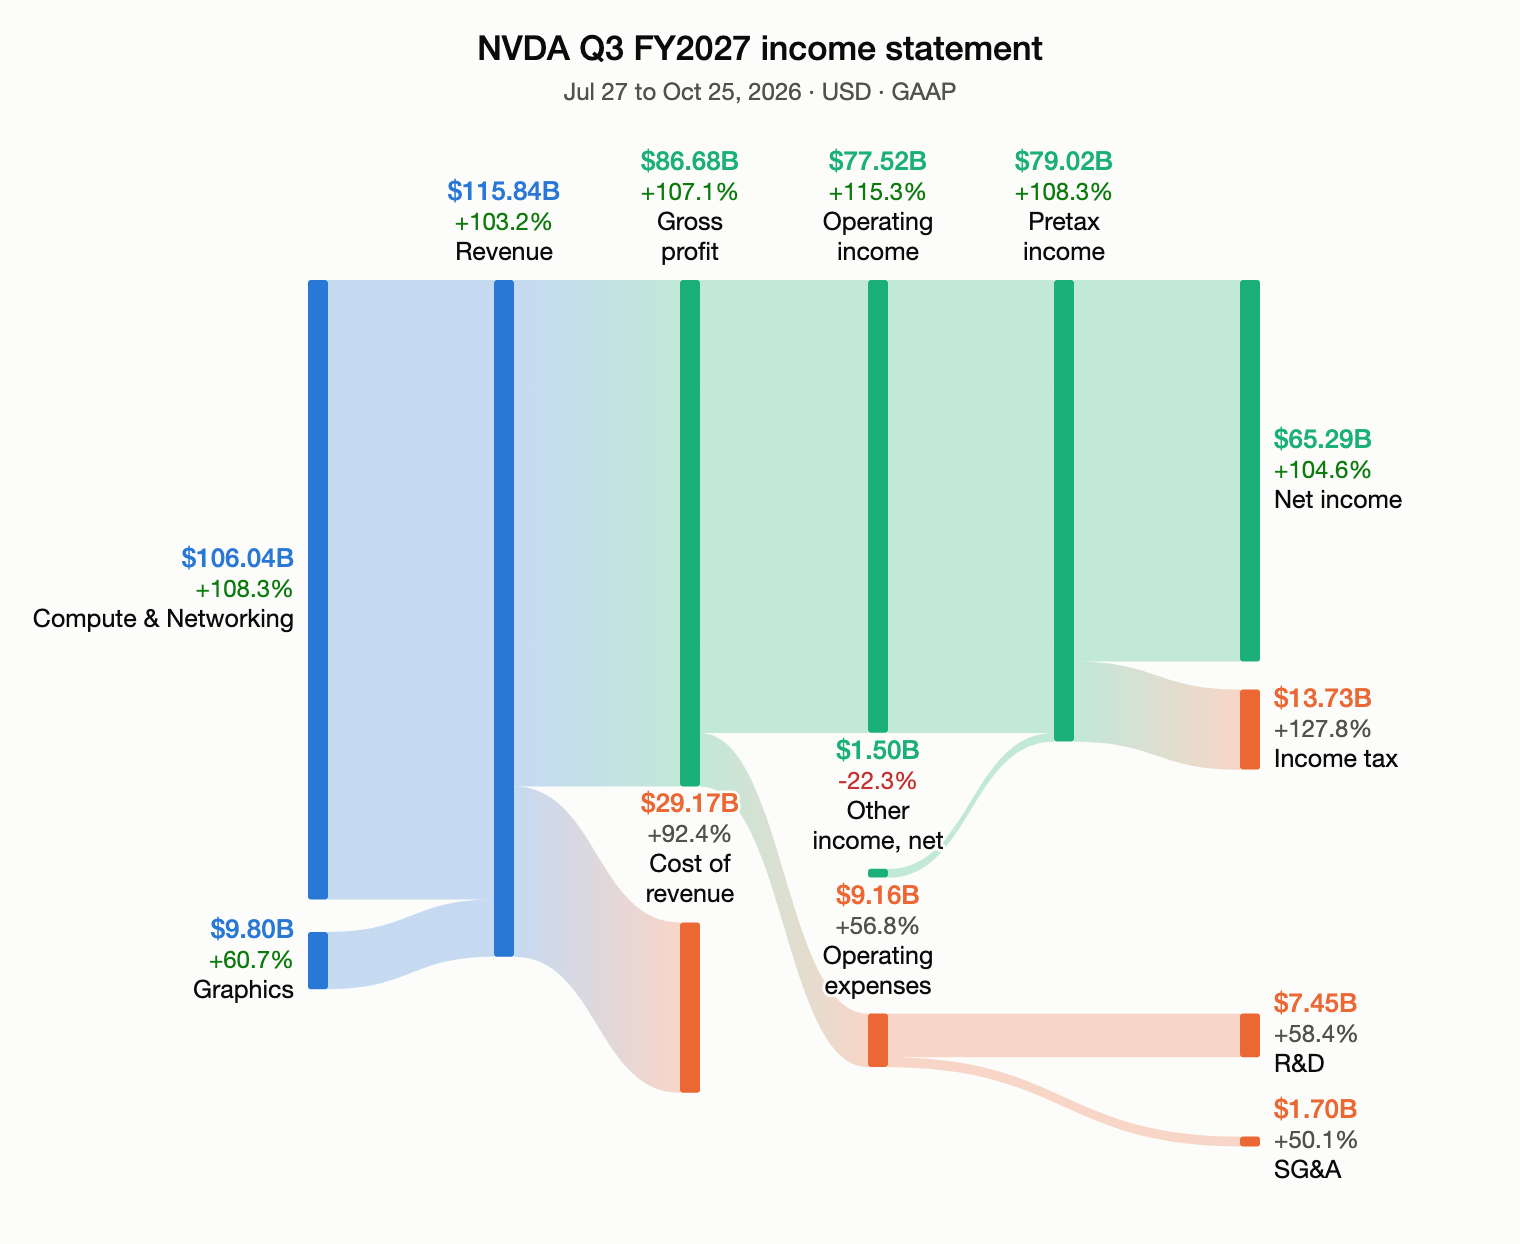 NVDA Q3 FY2027 income statement
Jul 27 to Oct 25, 2026 · USD · GAAP
$115.84B
+103.2%
Revenue
$86.68B
+107.1%
Gross
profit
$77.52B
+115.3%
Operating
income
$79.02B
+108.3%
Pretax
income
$65.29B
+104.6%
Net income
$106.04B
+108.3%
Compute & Networking
$13.73B
+127.8%
Income tax
$1.50B
-22.3%
Other
income, net
$29.17B
+92.4%
Cost of
revenue
$9.16B
+56.8%
Operating
expenses
$9.80B
+60.7%
Graphics
$7.45B
+58.4%
R&D
$1.70B
+50.1%
SG&A